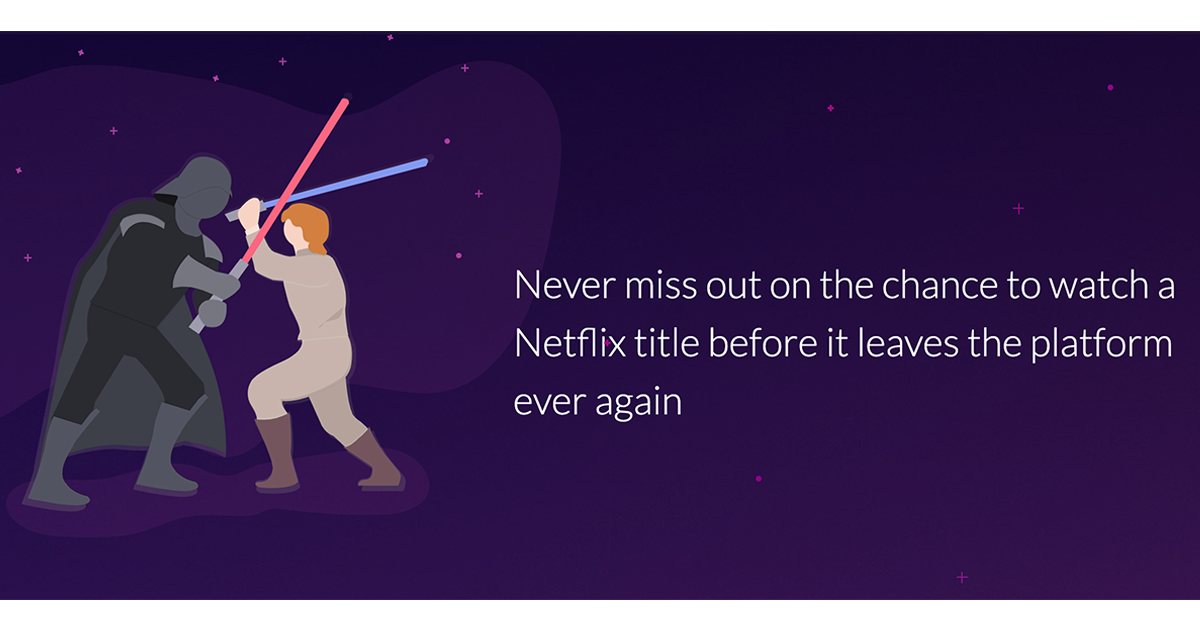 Never miss out on the chance to watch a
Netflix title before it leaves the platform
ever again